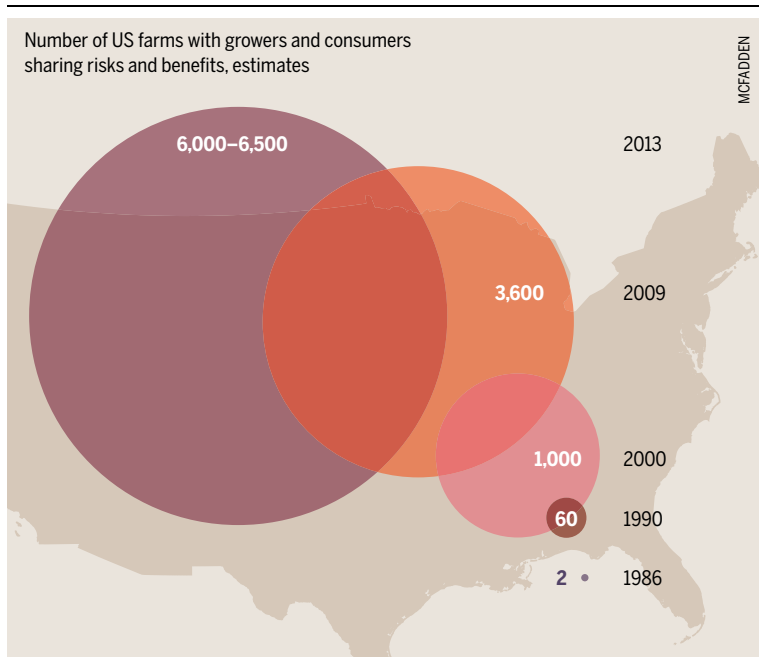 Number of US farms with growers and consumers
sharing risks and benefits, estimates
MCFADDEN
6,000–6,500 2013
3,600 2009
1,000 2000
60 1990
2 1986